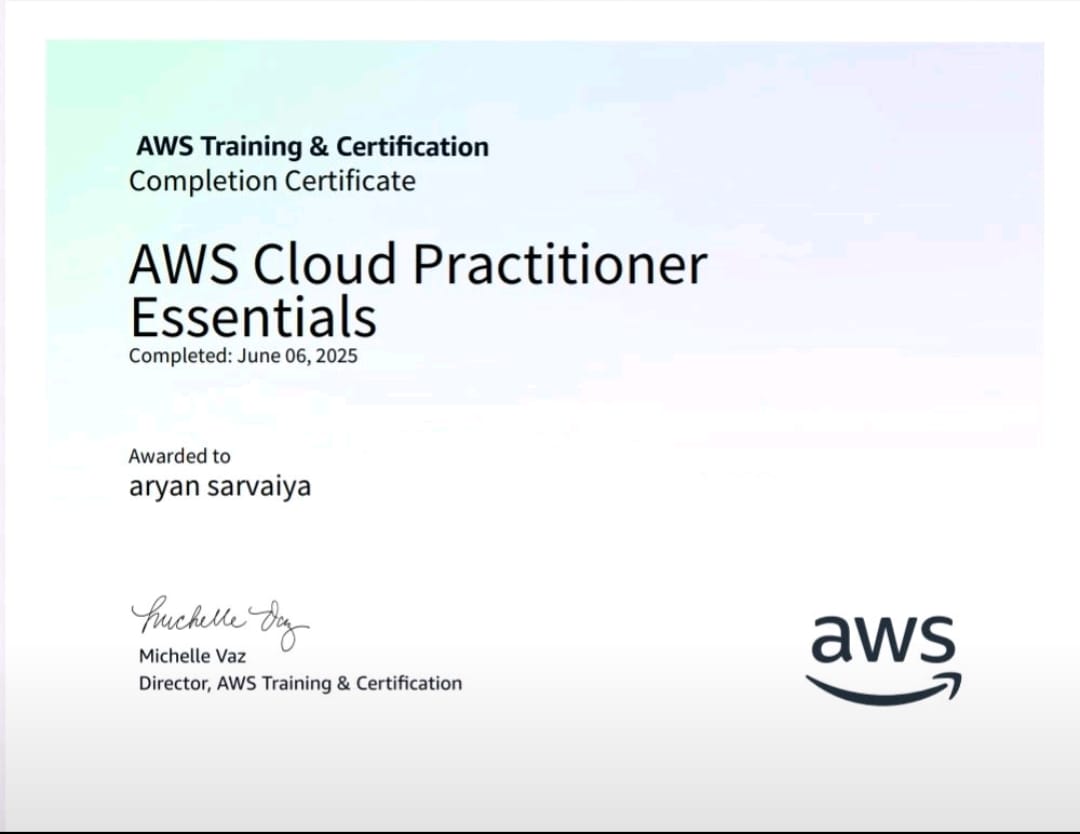 AWS Training & Certification
Completion Certificate
AWS Cloud Practitioner
Essentials
Completed: June 06, 2025
Awarded to
aryan sarvaiya
Michelle Vaz
Michelle Vaz
Director, AWS Training & Certification
aws